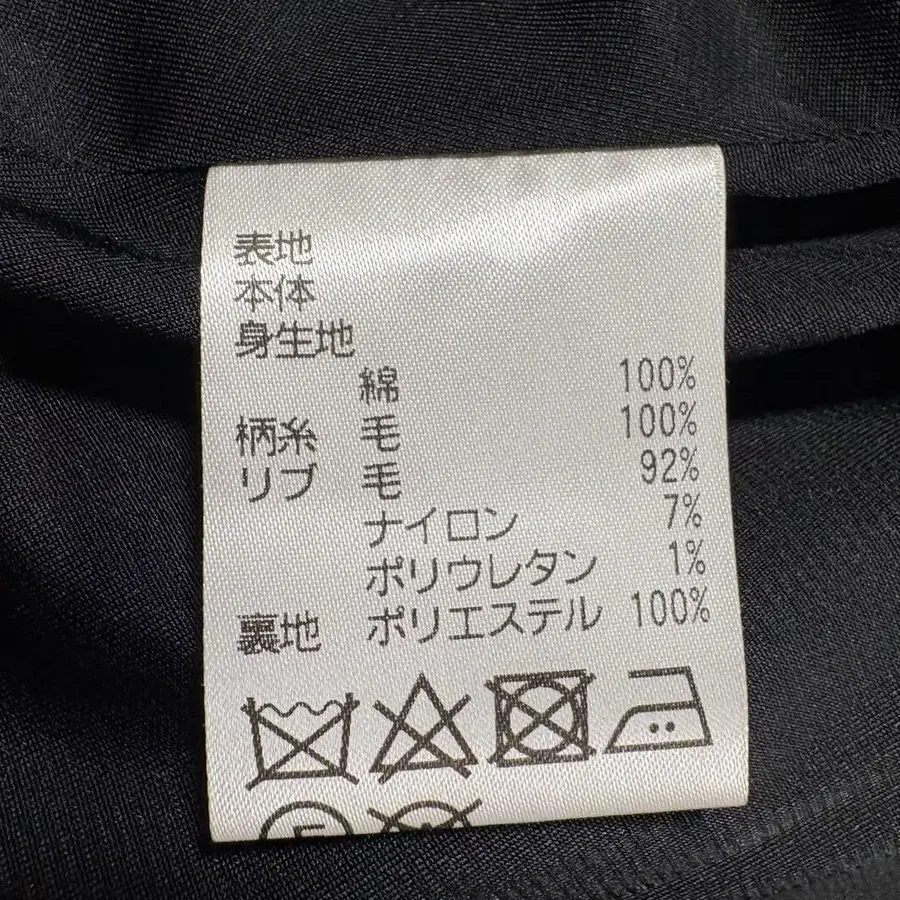 表地
本体
身生地
綿 100%
柄糸 毛 100%
リブ 毛 92%
ナイロン 7%
ポリウレタン 1%
裏地 ポリエステル 100%